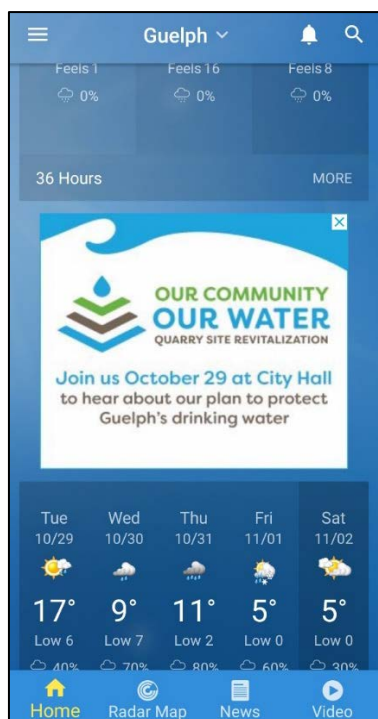 Guelph
Feels 1 Feels 16 Feels 8
0% 0% 0%
36 Hours MORE
OUR COMMUNITY
OUR WATER
QUARRY SITE REVITALIZATION
Join us October 29 at City Hall
to hear about our plan to protect
Guelph's drinking water
Tue Wed Thu Fri Sat
10/29 10/30 10/31 11/01 11/02
17° 9° 11° 5° 5°
Low 6 Low 7 Low 2 Low 0 Low 0
40% 70% 80% 60% 30%
Home Radar Map News Video